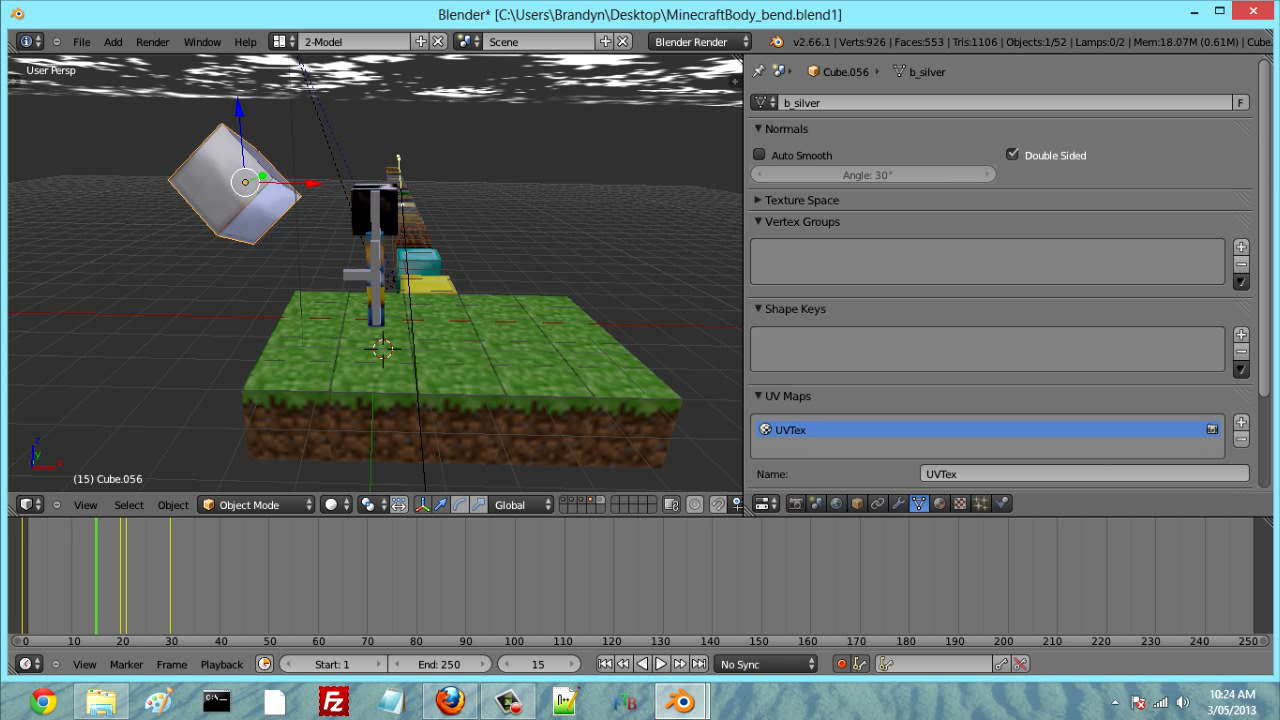 Blender* [C:\Users\Brandyn\Desktop\MinecraftBody_bend.blend1]
File Add Render Window Help 2-Model Scene Blender Render v2.66.1 | Verts:926 | Faces:553 | Tris:1106 | Objects:1/52 | Lamps:0/2 | Mem:18.07M (0.61M) | Cube.
User Persp
Cube.056 b_silver
b_silver F
Normals
Auto Smooth Double Sided
Angle: 30°
Texture Space
Vertex Groups
Shape Keys
UV Maps
UVTex
Name: UVTex
z
y
x
(15) Cube.056
View Select Object Object Mode Global
0 10 20 30 40 50 60 70 80 90 100 110 120 130 140 150 160 170 180 190 200 210 220 230 240 250
View Marker Frame Playback Start: 1 End: 250 15 No Sync
Fz
10:24 AM
3/05/2013